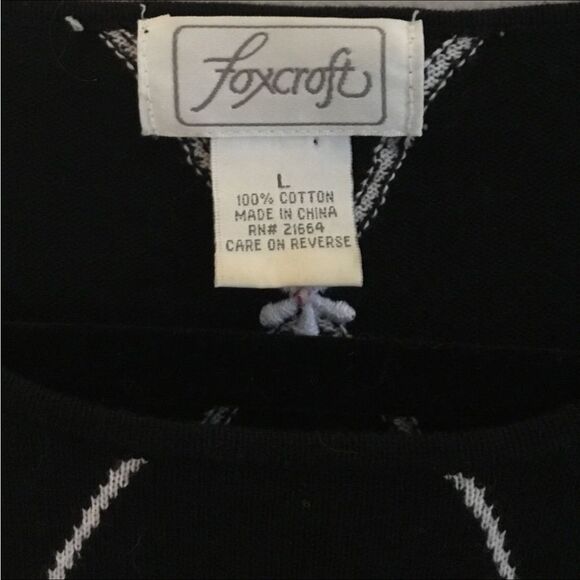 foxcroft
L
100% COTTON
MADE IN CHINA
RN# 21664
CARE ON REVERSE